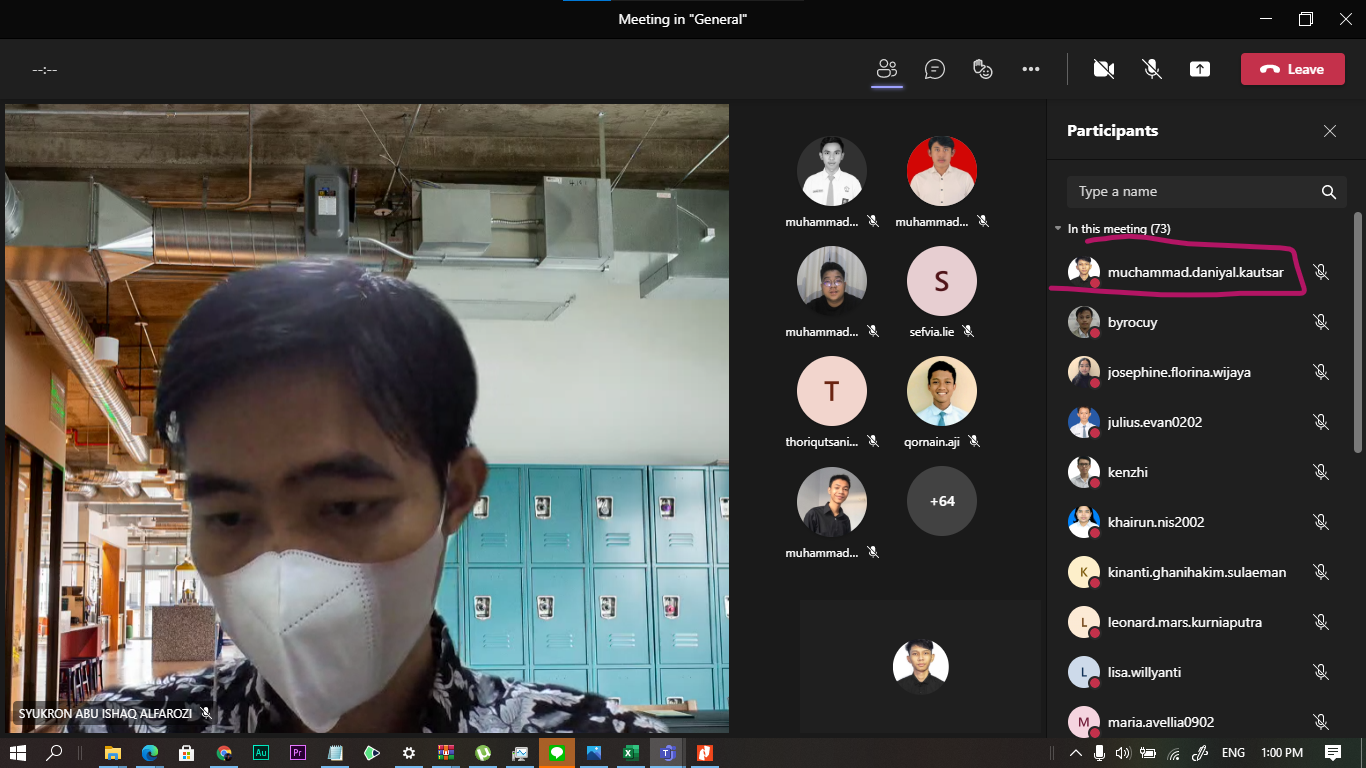 Meeting in "General"
--:--
Leave
Participants
Type a name
In this meeting (73)
muchammad.daniyal.kautsar
byrocuy
josephine.florina.wijaya
julius.evan0202
kenzhi
khairun.nis2002
K kinanti.ghanihakim.sulaeman
L leonard.mars.kurniaputra
L lisa.willyanti
M maria.avellia0902
muhammad... muhammad...
S
muhammad... sefvia.lie
T
thoriqutsani... qornain.aji
+64
muhammad...
SYUKRON ABU ISHAQ ALFAROZI
Au Pr
ENG 1:00 PM